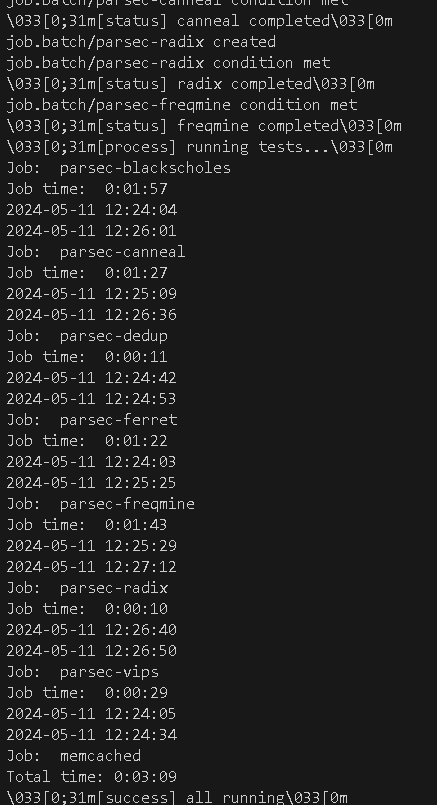 job.batch/parsec-canneal condition met
\033[0;31m[status] canneal completed\033[0m
job.batch/parsec-radix created
job.batch/parsec-radix condition met
\033[0;31m[status] radix completed\033[0m
job.batch/parsec-freqmine condition met
\033[0;31m[status] freqmine completed\033[0m
\033[0;31m[process] running tests...\033[0m
Job:  parsec-blackscholes
Job time:  0:01:57
2024-05-11 12:24:04
2024-05-11 12:26:01
Job:  parsec-canneal
Job time:  0:01:27
2024-05-11 12:25:09
2024-05-11 12:26:36
Job:  parsec-dedup
Job time:  0:00:11
2024-05-11 12:24:42
2024-05-11 12:24:53
Job:  parsec-ferret
Job time:  0:01:22
2024-05-11 12:24:03
2024-05-11 12:25:25
Job:  parsec-freqmine
Job time:  0:01:43
2024-05-11 12:25:29
2024-05-11 12:27:12
Job:  parsec-radix
Job time:  0:00:10
2024-05-11 12:26:40
2024-05-11 12:26:50
Job:  parsec-vips
Job time:  0:00:29
2024-05-11 12:24:05
2024-05-11 12:24:34
Job:  memcached
Total time: 0:03:09
\033[0;31m[success] all running\033[0m